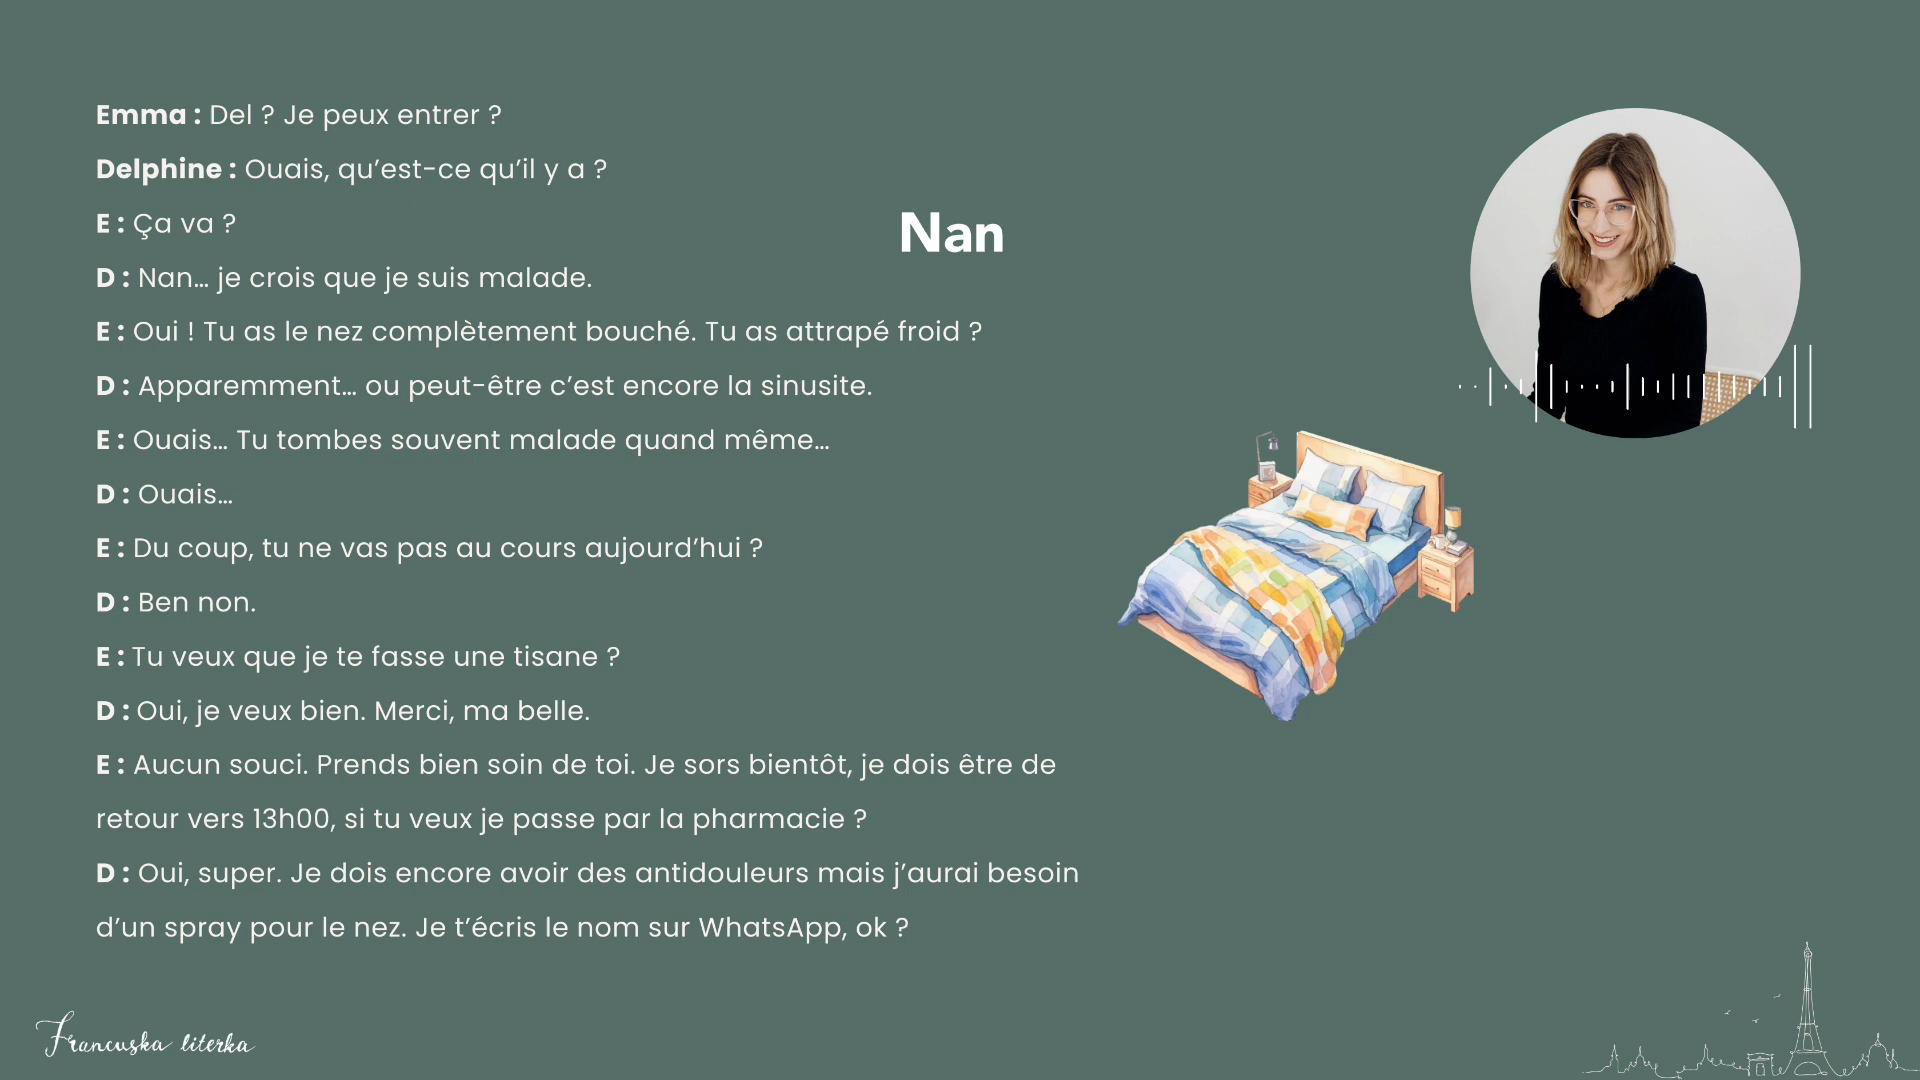 Emma : Del ? Je peux entrer ?
Delphine : Ouais, qu’est-ce qu’il y a ?
E : Ça va ?
Nan
D : Nan… je crois que je suis malade.
E : Oui ! Tu as le nez complètement bouché. Tu as attrapé froid ?
D : Apparemment… ou peut-être c’est encore la sinusite.
E : Ouais… Tu tombes souvent malade quand même…
D : Ouais…
E : Du coup, tu ne vas pas au cours aujourd’hui ?
D : Ben non.
E : Tu veux que je te fasse une tisane ?
D : Oui, je veux bien. Merci, ma belle.
E : Aucun souci. Prends bien soin de toi. Je sors bientôt, je dois être de
retour vers 13h00, si tu veux je passe par la pharmacie ?
D : Oui, super. Je dois encore avoir des antidouleurs mais j’aurai besoin
d’un spray pour le nez. Je t’écris le nom sur WhatsApp, ok ?
Francuska literka